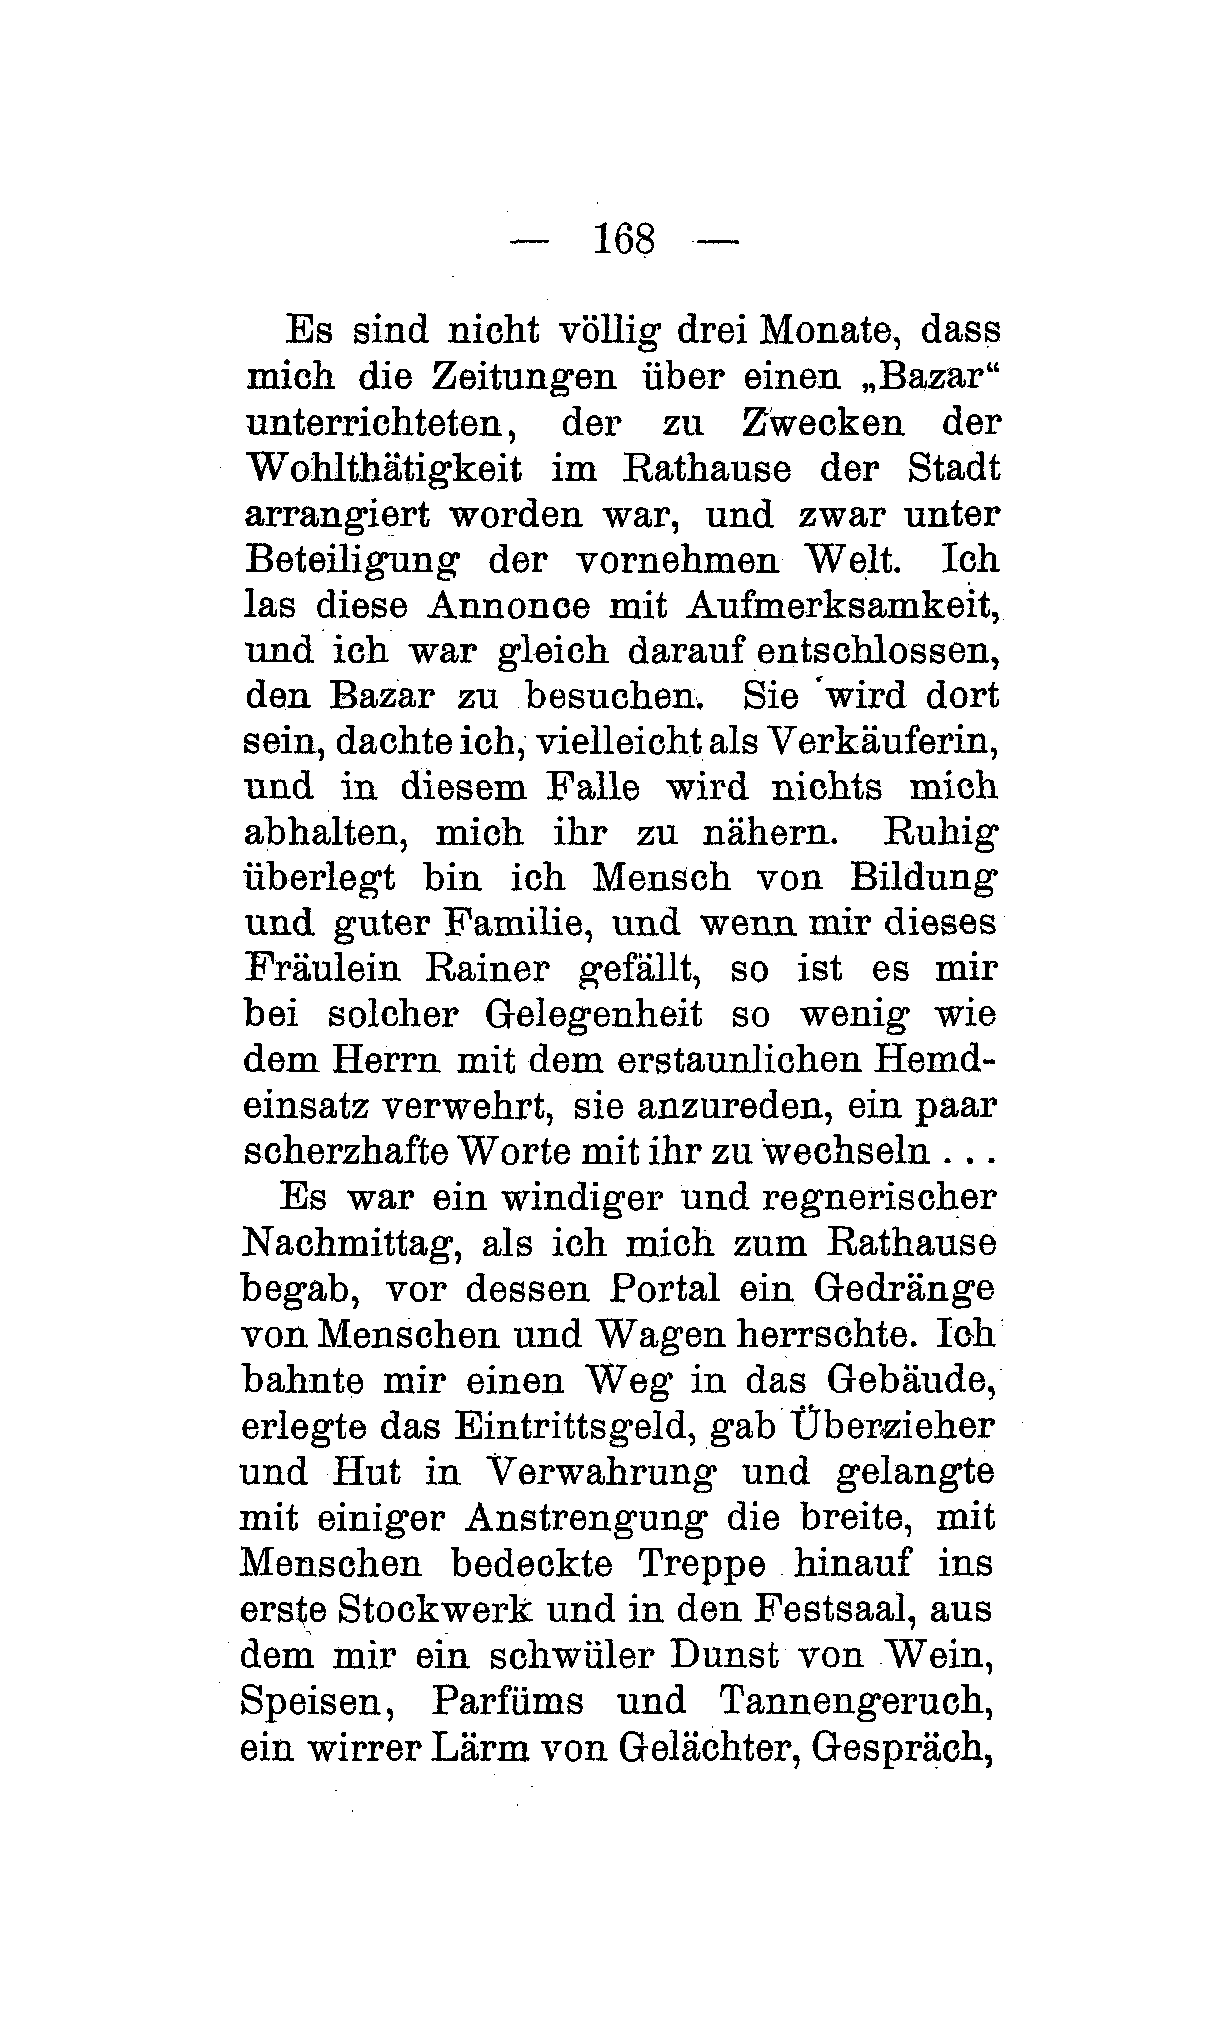 — 168 —
Es sind nicht völlig drei Monate, dass
mich die Zeitungen über einen „Bazar“
unterrichteten, der zu Zwecken der
Wohlthätigkeit im Rathause der Stadt
arrangiert worden war, und zwar unter
Beteiligung der vornehmen Welt. Ich
las diese Annonce mit Aufmerksamkeit,
und ich war gleich darauf entschlossen,
den Bazar zu besuchen. Sie wird dort
sein, dachte ich, vielleicht als Verkäuferin,
und in diesem Falle wird nichts mich
abhalten, mich ihr zu nähern. Ruhig
überlegt bin ich Mensch von Bildung
und guter Familie, und wenn mir dieses
Fräulein Rainer gefällt, so ist es mir
bei solcher Gelegenheit so wenig wie
dem Herrn mit dem erstaunlichen Hemd-
einsatz verwehrt, sie anzureden, ein paar
scherzhafte Worte mit ihr zu wechseln . . .
Es war ein windiger und regnerischer
Nachmittag, als ich mich zum Rathause
begab, vor dessen Portal ein Gedränge
von Menschen und Wagen herrschte. Ich
bahnte mir einen Weg in das Gebäude,
erlegte das Eintrittsgeld, gab Überzieher
und Hut in Verwahrung und gelangte
mit einiger Anstrengung die breite, mit
Menschen bedeckte Treppe hinauf ins
erste Stockwerk und in den Festsaal, aus
dem mir ein schwüler Dunst von Wein,
Speisen, Parfüms und Tannengeruch,
ein wirrer Lärm von Gelächter, Gespräch,